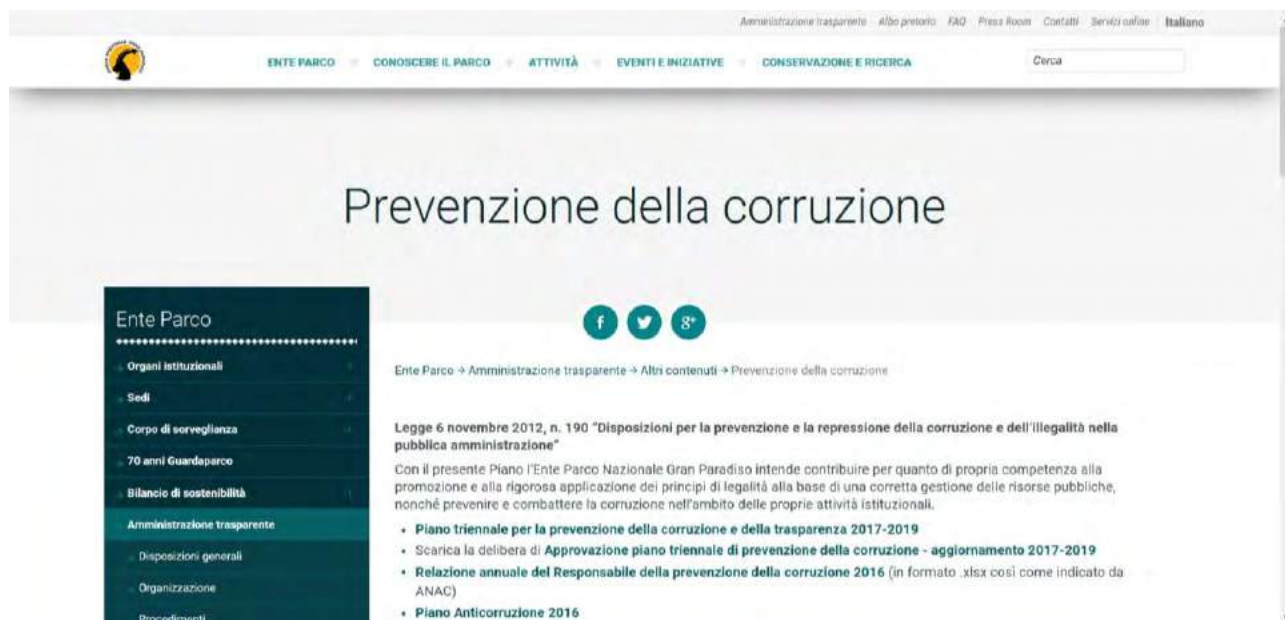 Amministrazione trasparente Albo pretorio FAQ Press Room Contatti Servizi online Italiano
ENTE PARCO CONOSCERE IL PARCO ATTIVITÀ EVENTI E INIZIATIVE CONSERVAZIONE E RICERCA Cerca
Prevenzione della corruzione
Ente Parco
Organi istituzionali
Sedi
Corpo di sorveglianza
70 anni Guardaparco
Bilancio di sostenibilità
Amministrazione trasparente
Disposizioni generali
Organizzazione
Procedimenti
f g+
Ente Parco → Amministrazione trasparente → Altri contenuti → Prevenzione della corruzione
Legge 6 novembre 2012, n. 190 "Disposizioni per la prevenzione e la repressione della corruzione e dell'illegalità nella
pubblica amministrazione"
Con il presente Piano l'Ente Parco Nazionale Gran Paradiso intende contribuire per quanto di propria competenza alla
promozione e alla rigorosa applicazione dei principi di legalità alla base di una corretta gestione delle risorse pubbliche,
nonché prevenire e combattere la corruzione nell'ambito delle proprie attività istituzionali.
• Piano triennale per la prevenzione della corruzione e della trasparenza 2017-2019
• Scarica la delibera di Approvazione piano triennale di prevenzione della corruzione - aggiornamento 2017-2019
• Relazione annuale del Responsabile della prevenzione della corruzione 2016 (in formato .xlsx così come indicato da
ANAC)
• Piano Anticorruzione 2016